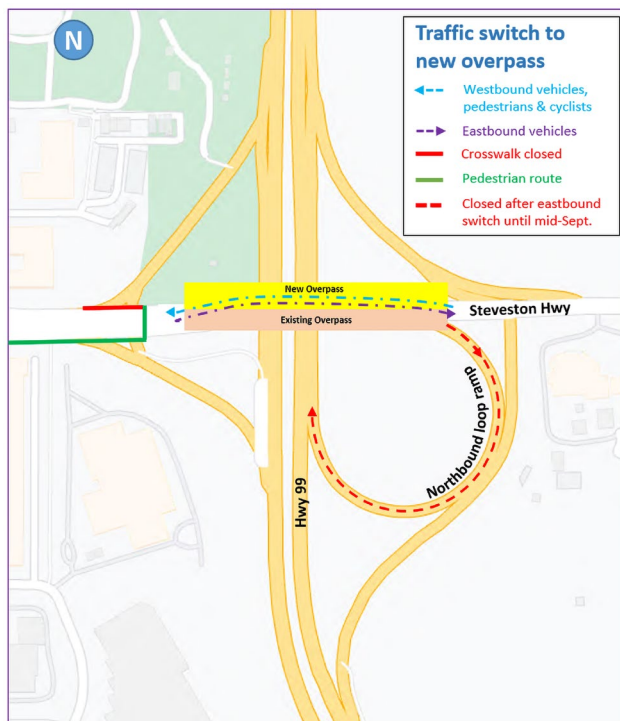 N
Traffic switch to
new overpass
Westbound vehicles,
pedestrians & cyclists
Eastbound vehicles
Crosswalk closed
Pedestrian route
Closed after eastbound
switch until mid-Sept.
New Overpass
Existing Overpass
Steveston Hwy
Northbound loop ramp
Hwy 99